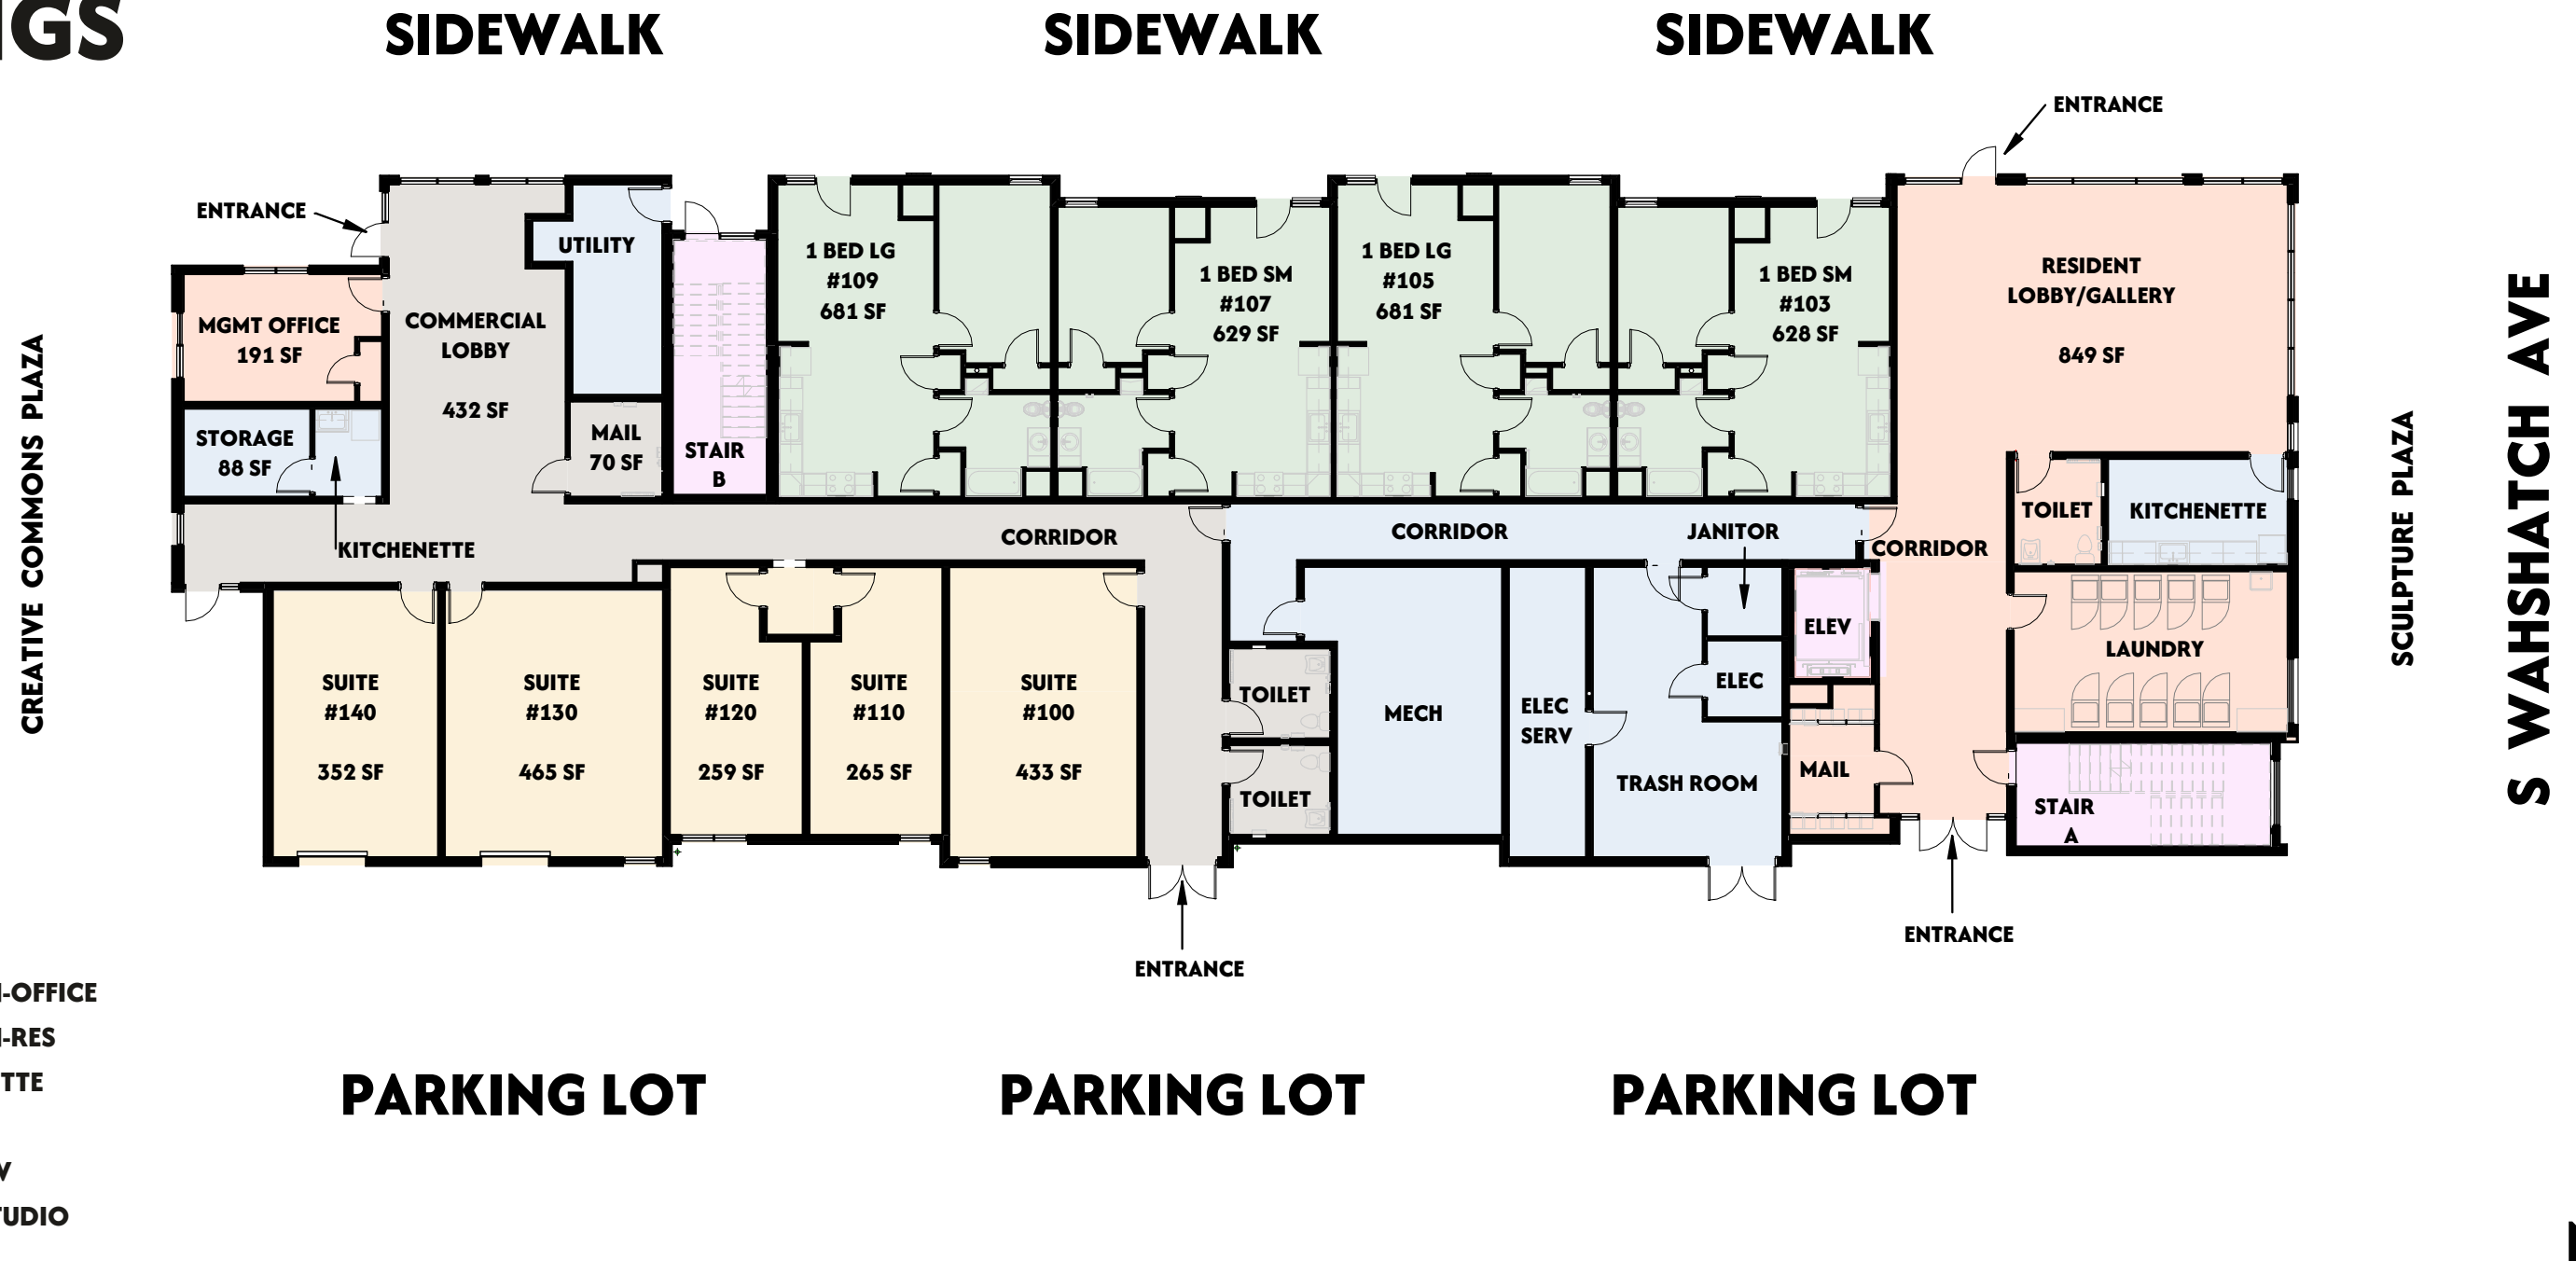 SIDEWALK
SIDEWALK
SIDEWALK
ENTRANCE
ENTRANCE
UTILITY
1 BED LG
#109
681 SF
1 BED SM
#107
629 SF
1 BED LG
#105
681 SF
1 BED SM
#103
628 SF
RESIDENT
LOBBY/GALLERY
849 SF
MGMT OFFICE
191 SF
COMMERCIAL
LOBBY
432 SF
STORAGE
88 SF
MAIL
70 SF
STAIR
B
KITCHENETTE
CORRIDOR
CORRIDOR
JANITOR
CORRIDOR
TOILET
KITCHENETTE
CREATIVE COMMONS PLAZA
SCULPTURE PLAZA
S WAHSHATCH AVE
SUITE
#140
352 SF
SUITE
#130
465 SF
SUITE
#120
259 SF
SUITE
#110
265 SF
SUITE
#100
433 SF
TOILET
TOILET
MECH
ELEC
SERV
ELEC
TRASH ROOM
ELEV
MAIL
LAUNDRY
STAIR
A
ENTRANCE
ENTRANCE
-OFFICE
-RES
TTE
PARKING LOT
PARKING LOT
PARKING LOT
UDIO